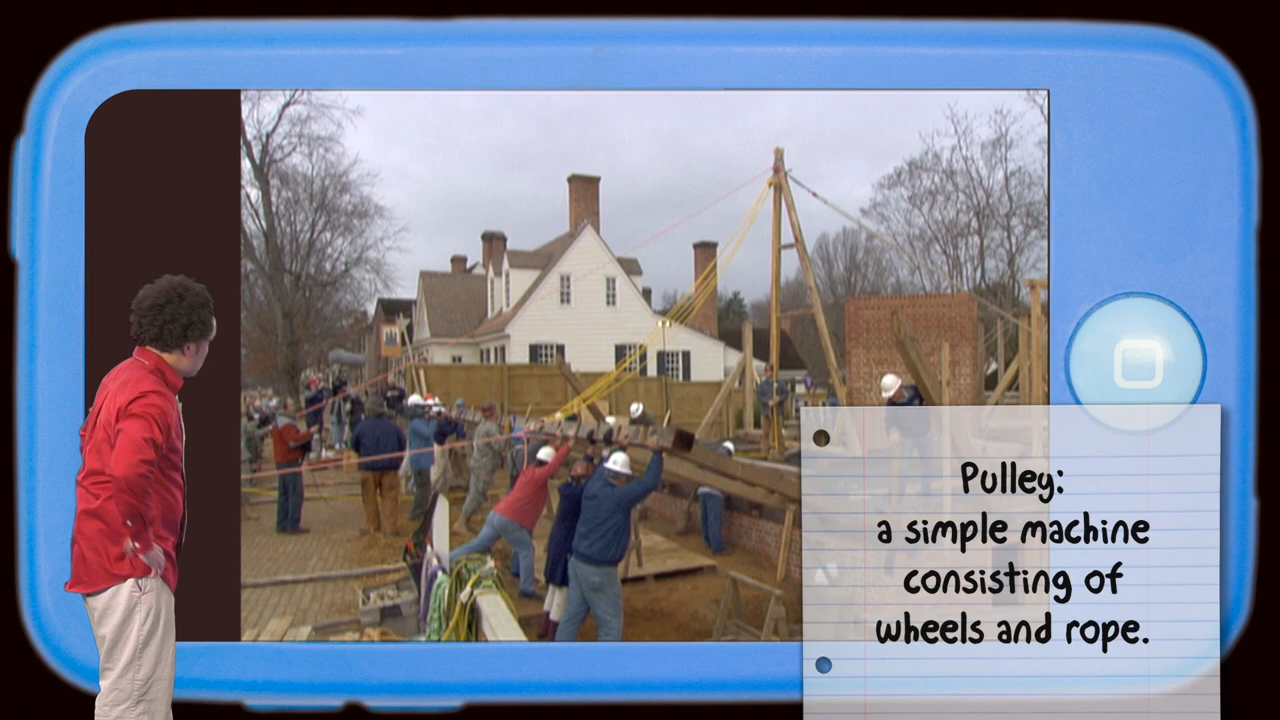 Pulley:
a simple machine
consisting of
wheels and rope.